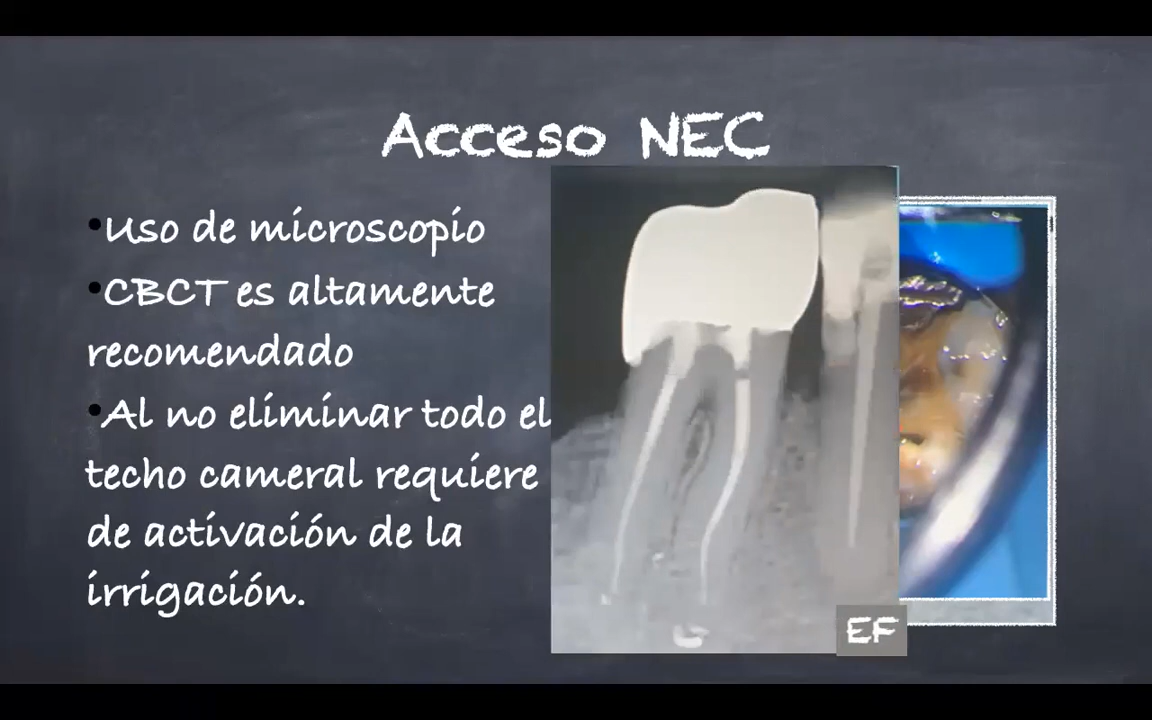 Acceso NEC
•Uso de microscopio
•CBCT es altamente
recomendado
•Al no eliminar todo el
techo cameral requiere
de activación de la
irrigación.
EF